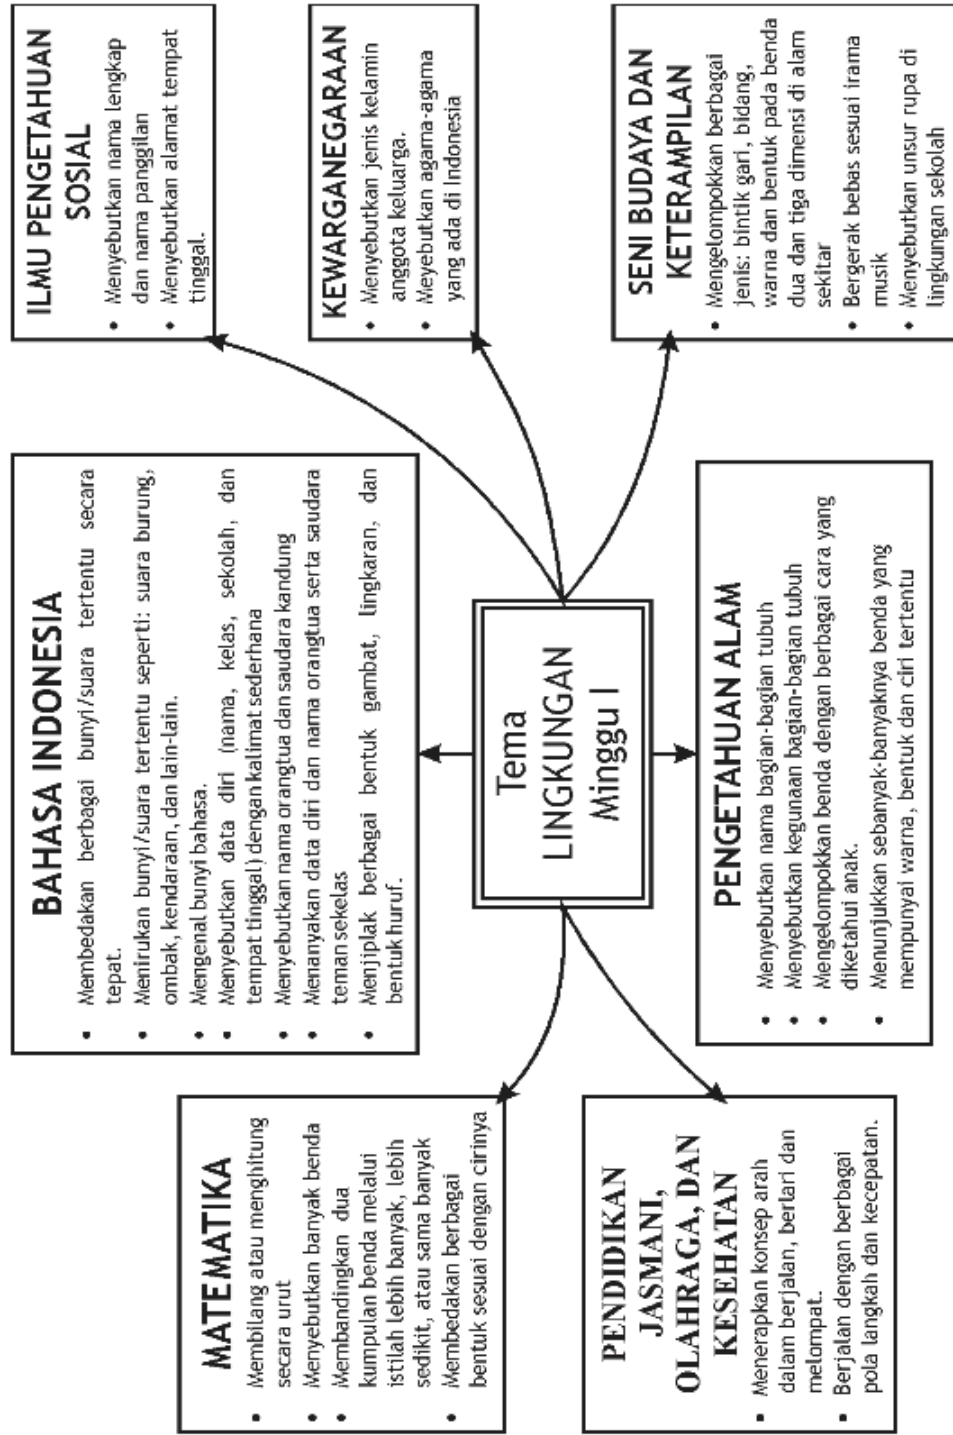 MATEMATIKA
• Membilang atau menghitung
secara urut
• Menyebutkan banyak benda
• Membandingkan dua
kumpulan benda melalui
istilah lebih banyak, lebih
sedikit, atau sama banyak
• Membedakan berbagai
bentuk sesuai dengan cirinya
BAHASA INDONESIA
• Membedakan berbagai bunyi/suara tertentu secara
tepat.
• Menirukan bunyi/suara tertentu seperti: suara burung,
ombak, kendaraan, dan lain-lain.
• Mengenal bunyi bahasa.
• Menyebutkan data diri (nama, kelas, sekolah, dan
tempat tinggal) dengan kalimat sederhana
• Menyebutkan nama orangtua dan saudara kandung
• Menanyakan data diri dan nama orangtua serta saudara
teman sekelas
• Menjiplak berbagai bentuk gambat, lingkaran, dan
bentuk huruf.
ILMU PENGETAHUAN
SOSIAL
• Menyebutkan nama lengkap
dan nama panggilan
• Menyebutkan alamat tempat
tinggal.
KEWARGANEGARAAN
• Menyebutkan jenis kelamin
anggota keluarga.
• Meyebutkan agama-agama
yang ada di Indonesia
Tema
LINGKUNGAN
Minggu I
PENDIDIKAN
JASMANI,
OLAHRAGA, DAN
KESEHATAN
• Menerapkan konsep arah
dalam berjalan, berlari dan
melompat.
• Berjalan dengan berbagai
pola langkah dan kecepatan.
PENGETAHUAN ALAM
• Menyebutkan nama bagian-bagian tubuh
• Menyebutkan kegunaan bagian-bagian tubuh
• Mengelompokkan benda dengan berbagai cara yang
diketahui anak.
• Menunjukkan sebanyak-banyaknya benda yang
mempunyai warna, bentuk dan ciri tertentu
SENI BUDAYA DAN
KETERAMPILAN
• Mengelompokkan berbagai
jenis: bintik gari, bidang,
warna dan bentuk pada benda
dua dan tiga dimensi di alam
sekitar
• Bergerak bebas sesuai irama
musik
• Menyebutkan unsur rupa di
lingkungan sekolah